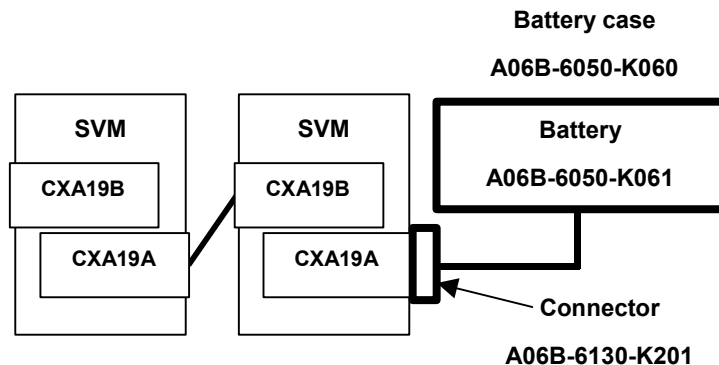 Battery case
A06B-6050-K060
SVM
CXA19B
CXA19A
SVM
CXA19B
CXA19A
Battery
A06B-6050-K061
Connector
A06B-6130-K201